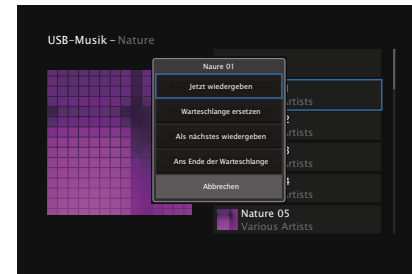 USB-Musik – Nature
Naure 01
Jetzt wiedergeben
Warteschlange ersetzen
Als nächstes wiedergeben
Ans Ende der Warteschlange
Abbrechen
Nature 05
Various Artists